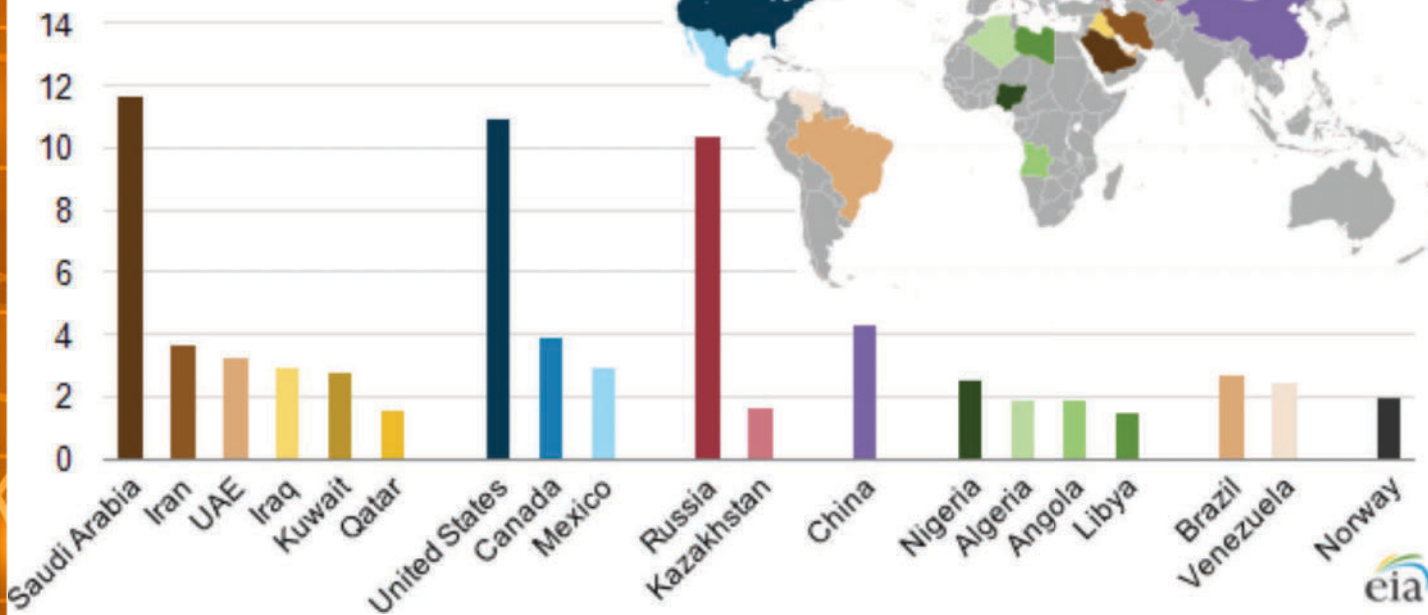 14
12
10
8
6
4
2
0
Saudi Arabia
Iran
UAE
Iraq
Kuwait
Qatar
United States
Canada
Mexico
Russia
Kazakhstan
China
Nigeria
Algeria
Angola
Libya
Brazil
Venezuela
Norway
eia